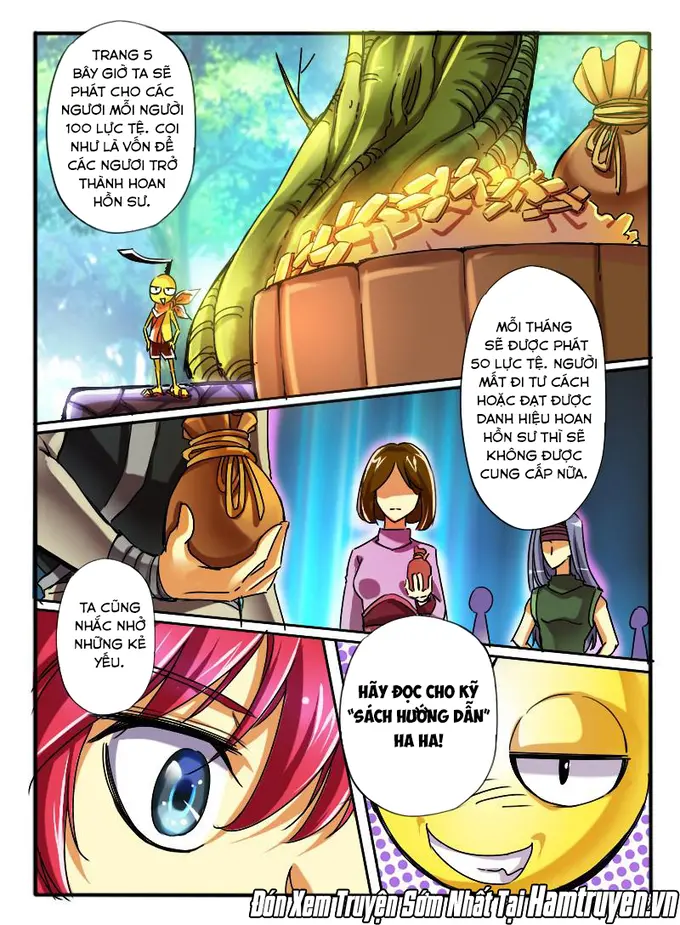 TRANG 5
BÂY GIỜ TA SẼ
PHÁT CHO CÁC
NGƯƠI MỖI NGƯỜI
100 LỰC TỆ. COI
NHƯ LÀ VỐN ĐỂ
CÁC NGƯƠI TRỞ
THÀNH HOAN
HỒN SƯ.
MỖI THÁNG
SẼ ĐƯỢC PHÁT
50 LỰC TỆ. NGƯỜI
MẤT ĐI TƯ CÁCH
HOẶC ĐẠT ĐƯỢC
DANH HIỆU HOAN
HỒN SƯ THÌ SẼ
KHÔNG ĐƯỢC
CUNG CẤP NỮA.
TA CŨNG
NHẮC NHỞ
NHỮNG KẺ
YẾU.
HÃY ĐỌC CHO KỸ
“SÁCH HƯỚNG DẪN”
HA HA!
Đón Xem Truyện Sớm Nhất Tại Hamtruyen.vn